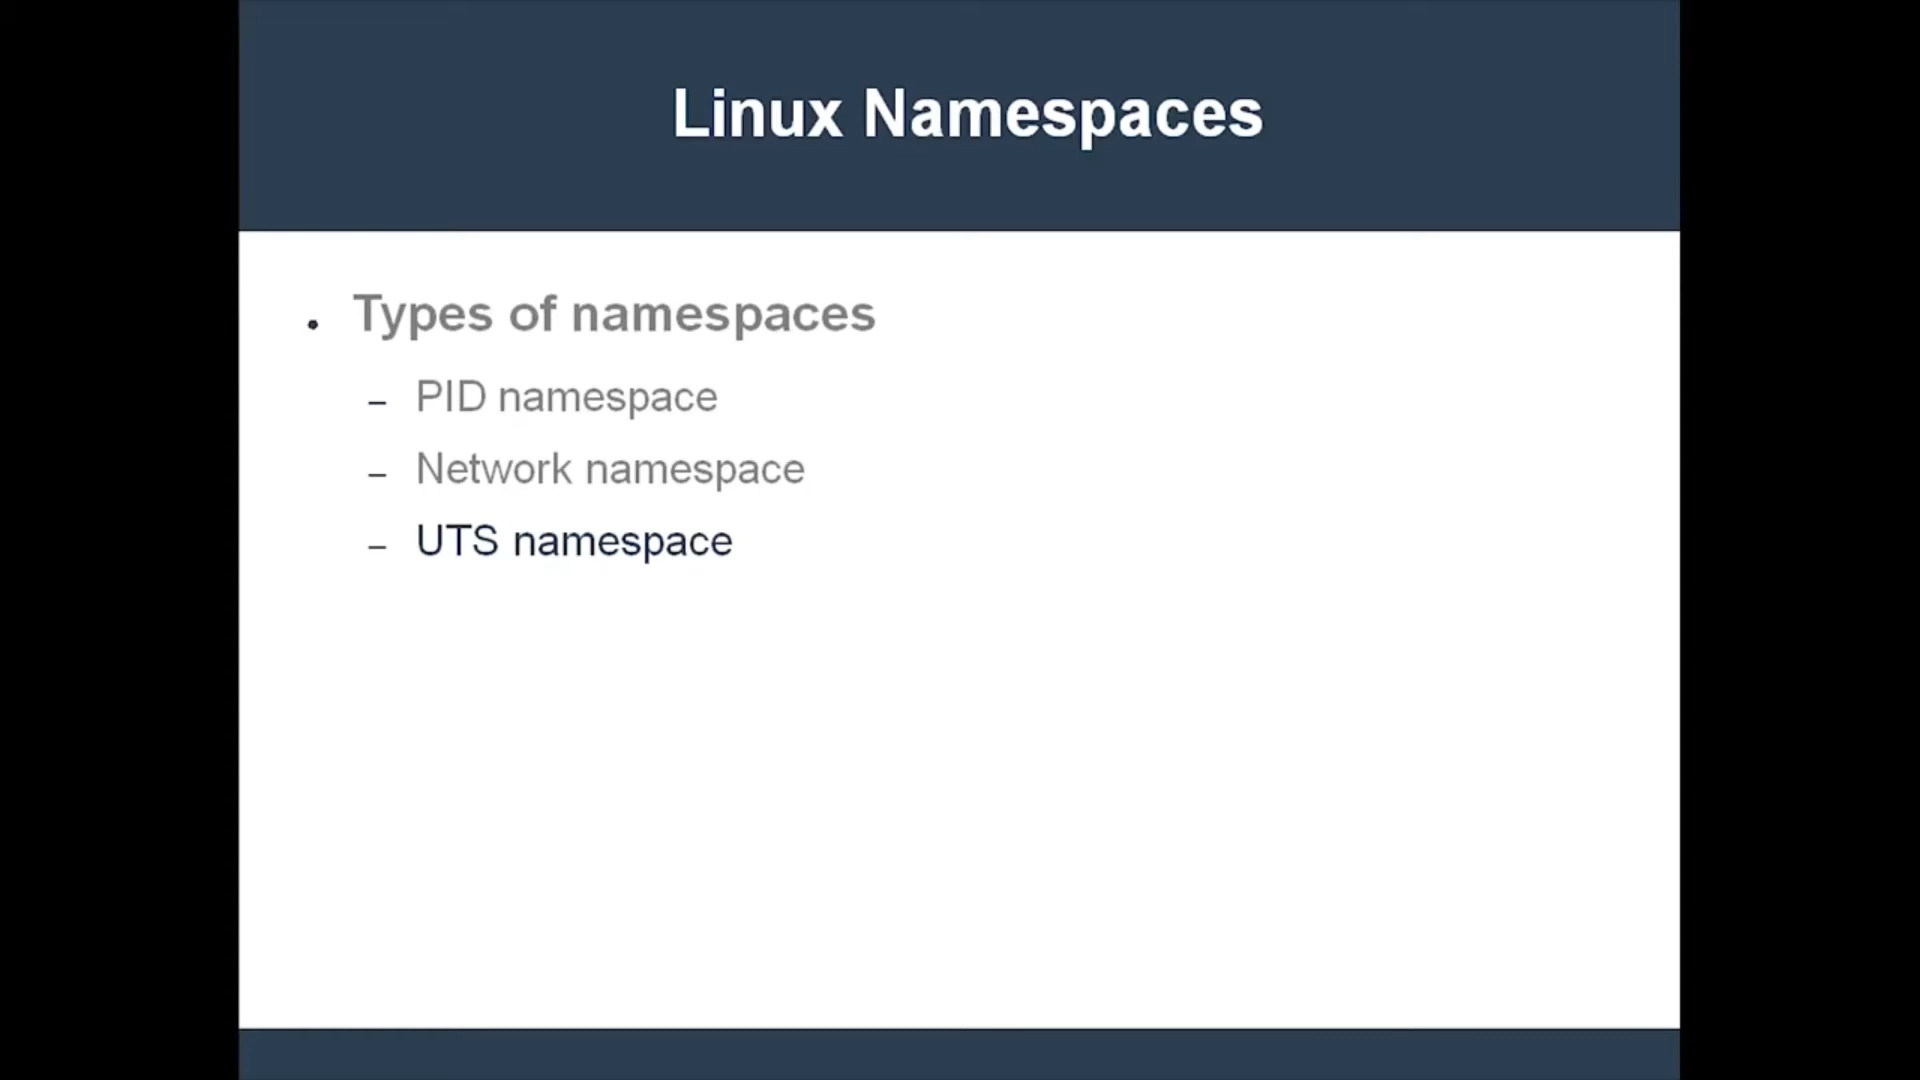 Linux Namespaces
• Types of namespaces
– PID namespace
– Network namespace
– UTS namespace